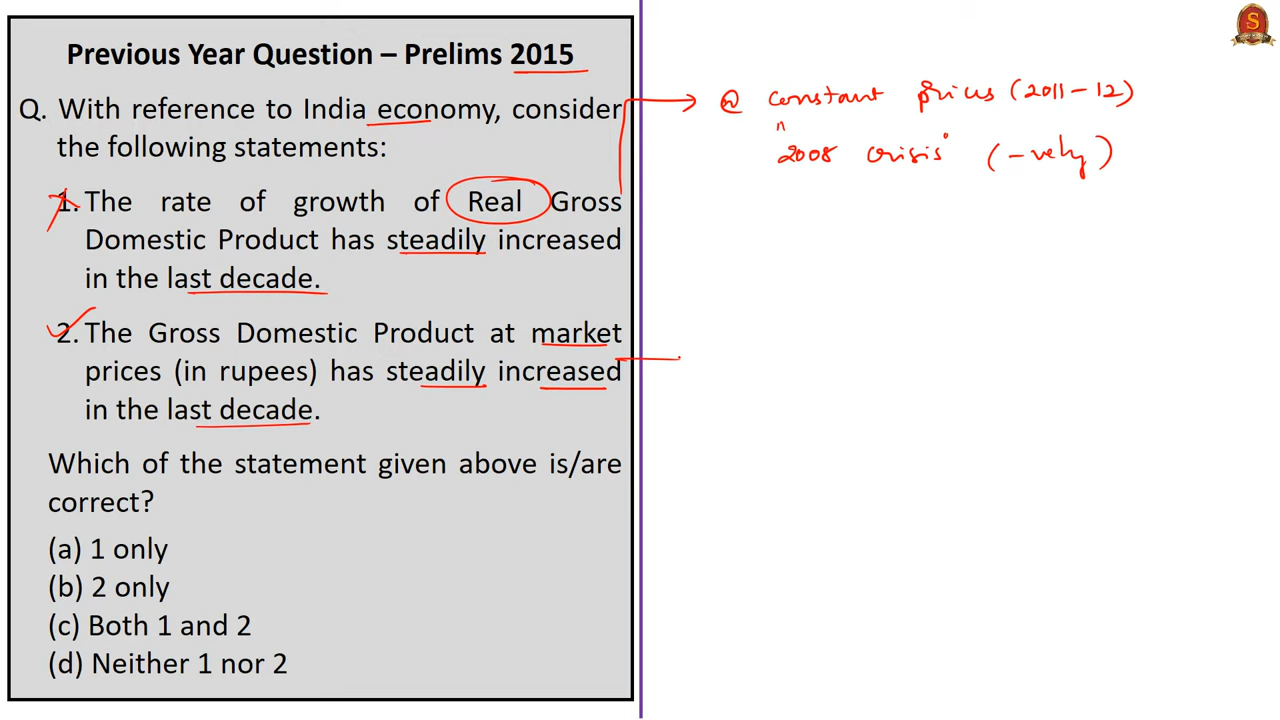 Previous Year Question – Prelims 2015
Q. With reference to India economy, consider
the following statements:
1. The rate of growth of Real Gross
Domestic Product has steadily increased
in the last decade.
2. The Gross Domestic Product at market
prices (in rupees) has steadily increased
in the last decade.
Which of the statement given above is/are
correct?
(a) 1 only
(b) 2 only
(c) Both 1 and 2
(d) Neither 1 nor 2
@ constant prices (2011-12)
2008 crisis (-vely)
S